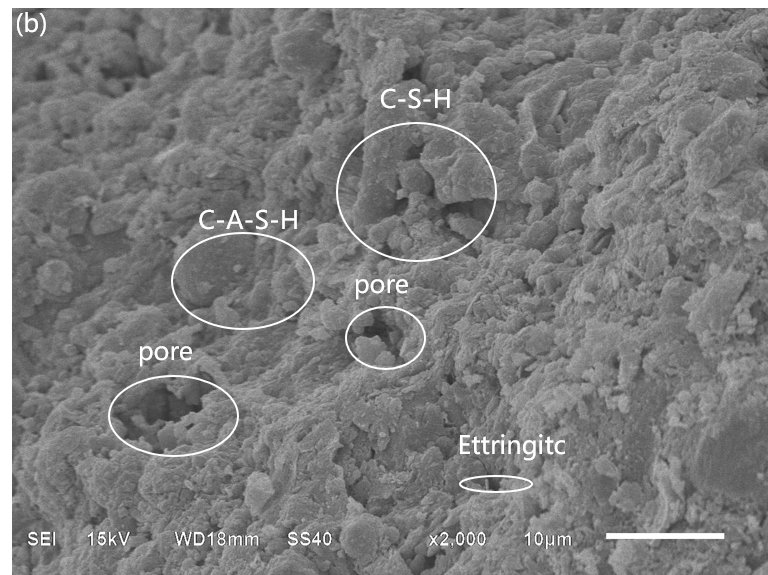 (b)
C-S-H
C-A-S-H
pore
pore
Ettringitc
SEI 15kV WD18mm SS40 x2,000 10μm